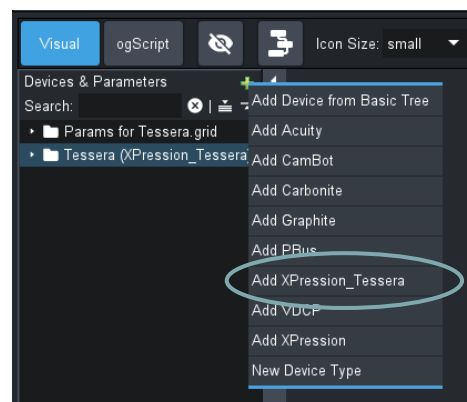 Visual ogScript Icon Size: small
Devices & Parameters
Search:
Params for Tessera.grid
Tessera (XPression_Tessera)
Add Device from Basic Tree
Add Acuity
Add CamBot
Add Carbonite
Add Graphite
Add PBus
Add XPression_Tessera
Add VDCP
Add XPression
New Device Type